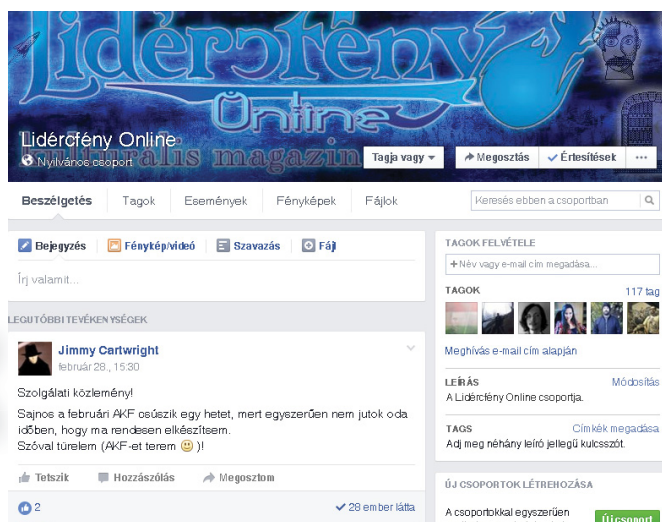 Lidércfény
Online
kulturális magazin
Lidércfény Online
Nyilvános csoport
Tagja vagy
Megosztás
Értesítések
Beszélgetés
Tagok
Események
Fényképek
Fájlok
Keresés ebben a csoportban
Bejegyzés
Fénykép/videó
Szavazás
Fájl
Írj valamit...
LEGUTÓBBI TEVÉKENYSÉGEK
Jimmy Cartwright
február 28., 15:30
Szolgálati közlemény!
Sajnos a februári AKF csúszik egy hetet, mert egyszerűen nem jutok oda
időben, hogy ma rendesen elkészítsem.
Szóval türelem (AKF-et terem 🙂 )!
Tetszik
Hozzászólás
Megosztom
2
28 ember látta
TAGOK FELVÉTELE
+ Név vagy e-mail cím megadása...
TAGOK
117 tag
Meghívás e-mail cím alapján
LEÍRÁS
Módosítás
A Lidércfény Online csoportja.
TAGS
Címkék megadása
Adj meg néhány leíró jellegű kulcsszót.
ÚJ CSOPORTOK LÉTREHOZÁSA
A csoportokkal egyszerűen
Új csoport